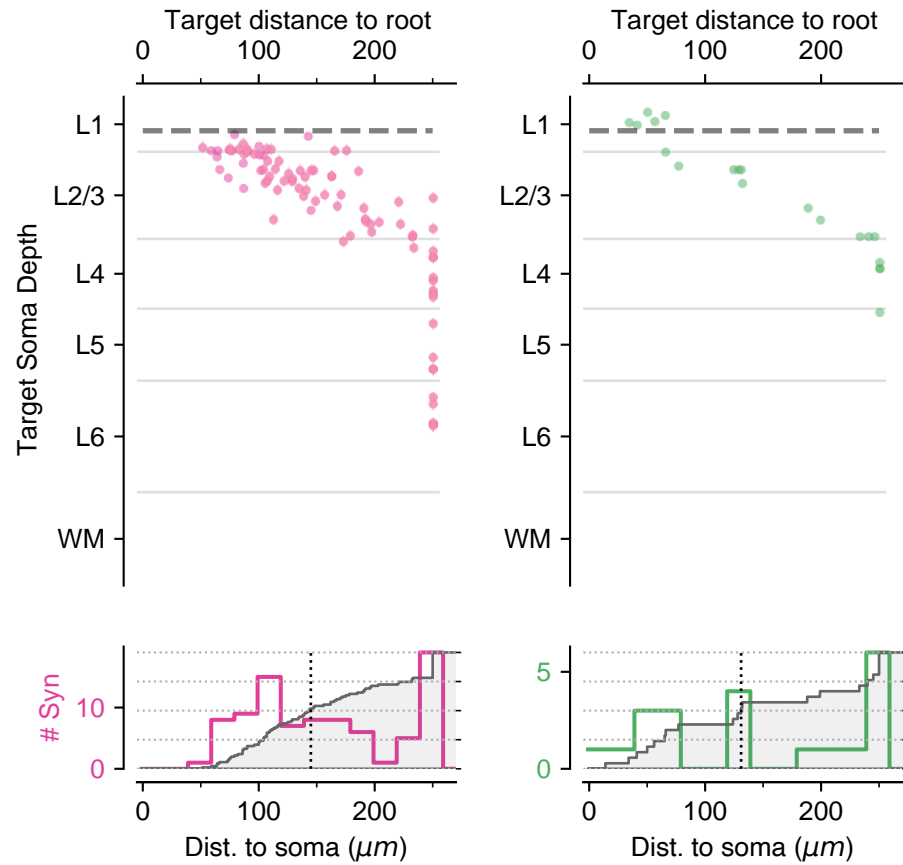 Target distance to root
Target distance to root
0 100 200
0 100 200
Target Soma Depth
L1
L2/3
L4
L5
L6
WM
L1
L2/3
L4
L5
L6
WM
# Syn
10
0
5
0
0 100 200
0 100 200
Dist. to soma (μm)
Dist. to soma (μm)